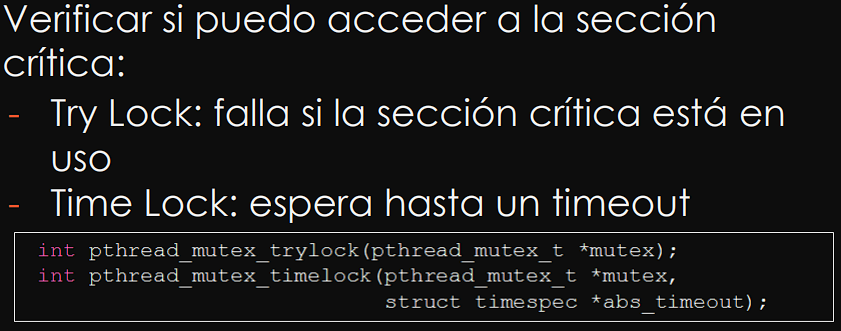 Verificar si puedo acceder a la sección
crítica:
- Try Lock: falla si la sección crítica está en
uso
- Time Lock: espera hasta un timeout
int pthread_mutex_trylock(pthread_mutex_t *mutex);
int pthread_mutex_timelock(pthread_mutex_t *mutex,
struct timespec *abs_timeout);